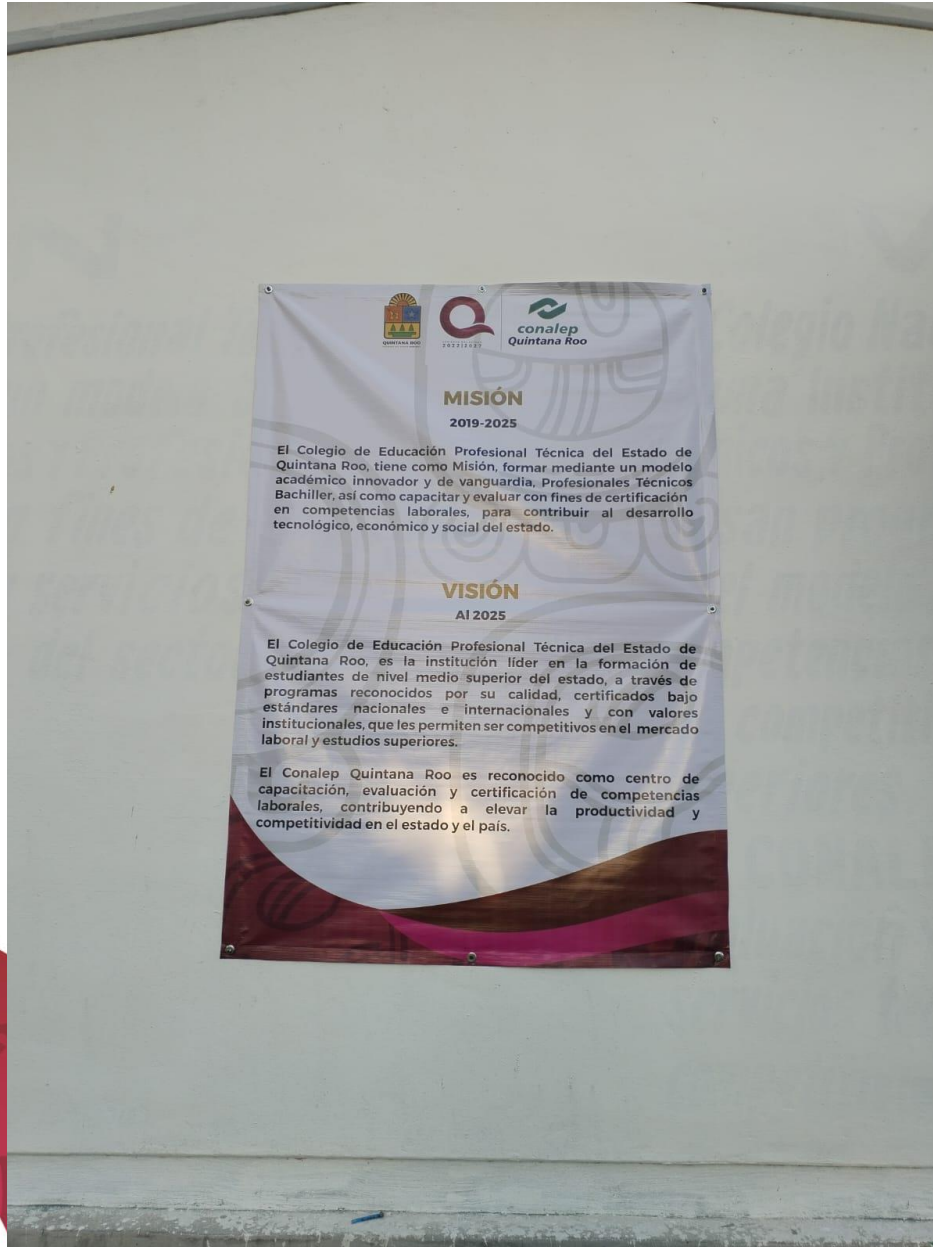 QUINTANA ROO
2022 | 2027
conalep
Quintana Roo
MISIÓN
2019-2025
El Colegio de Educación Profesional Técnica del Estado de
Quintana Roo, tiene como Misión, formar mediante un modelo
académico innovador y de vanguardia, Profesionales Técnicos
Bachiller, así como capacitar y evaluar con fines de certificación
en competencias laborales, para contribuir al desarrollo
tecnológico, económico y social del estado.
VISIÓN
Al 2025
El Colegio de Educación Profesional Técnica del Estado de
Quintana Roo, es la institución líder en la formación de
estudiantes de nivel medio superior del estado, a través de
programas reconocidos por su calidad, certificados bajo
estándares nacionales e internacionales y con valores
institucionales, que les permiten ser competitivos en el mercado
laboral y estudios superiores.
El Conalep Quintana Roo es reconocido como centro de
capacitación, evaluación y certificación de competencias
laborales, contribuyendo a elevar la productividad y
competitividad en el estado y el país.